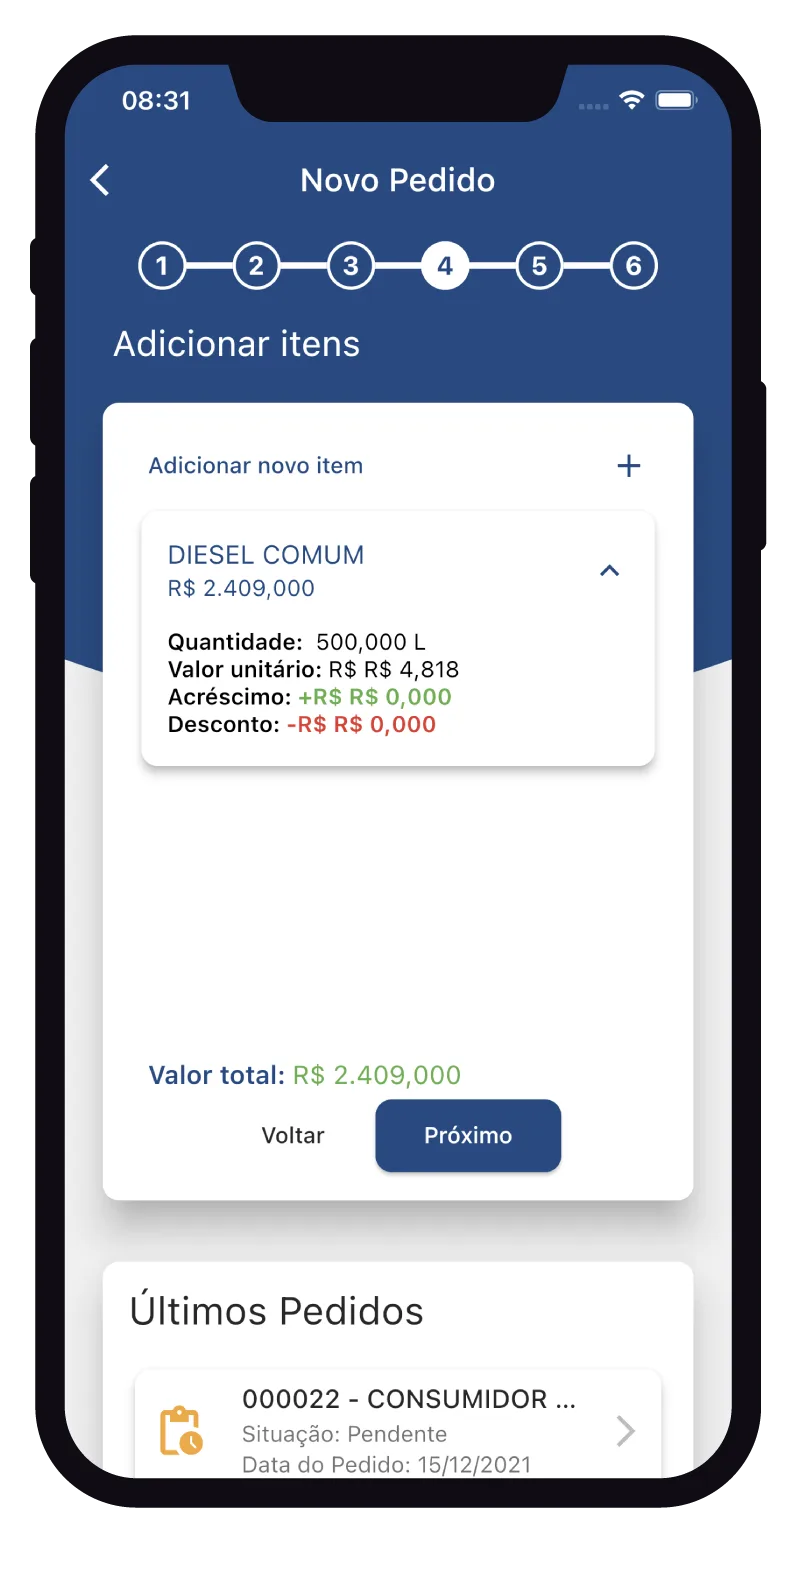 08:31
Novo Pedido
1 2 3 4 5 6
Adicionar itens
Adicionar novo item
DIESEL COMUM
R$ 2.409,000
Quantidade: 500,000 L
Valor unitário: R$ R$ 4,818
Acréscimo: +R$ R$ 0,000
Desconto: -R$ R$ 0,000
Valor total: R$ 2.409,000
Voltar Próximo
Últimos Pedidos
000022 - CONSUMIDOR ...
Situação: Pendente
Data do Pedido: 15/12/2021